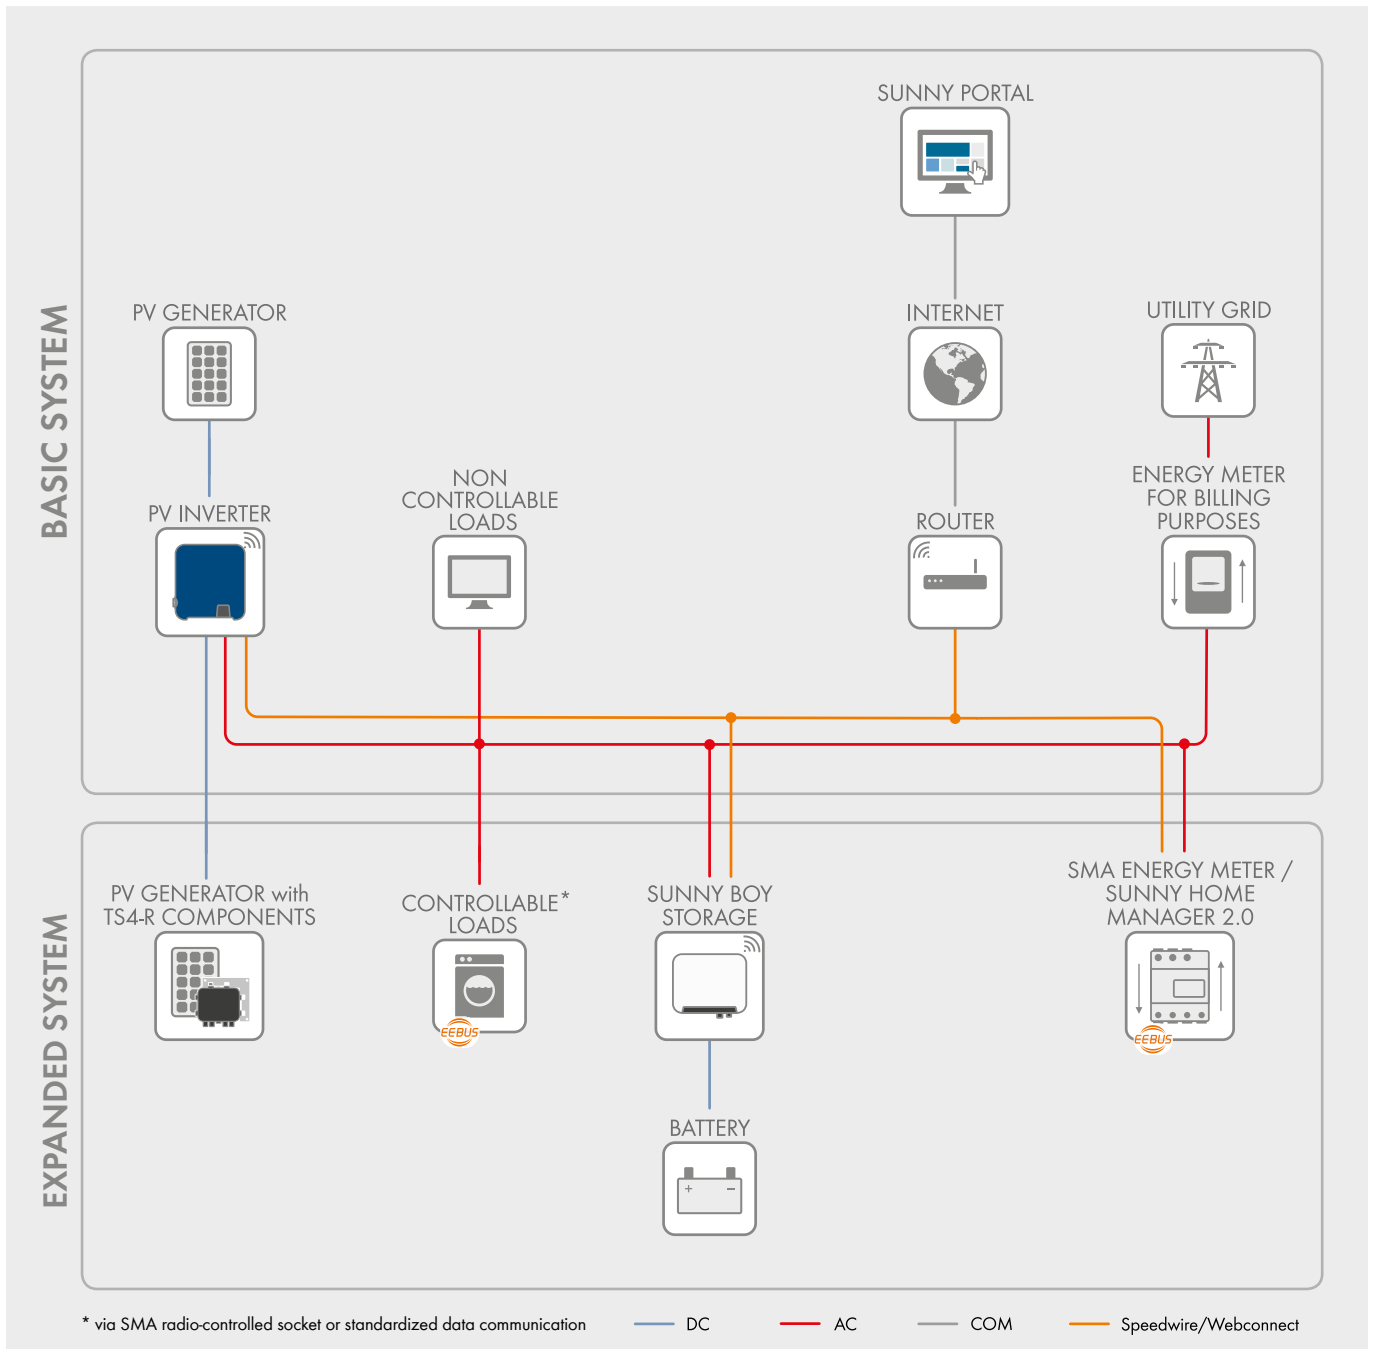 BASIC SYSTEM
SUNNY PORTAL
PV GENERATOR
INTERNET
UTILITY GRID
PV INVERTER
NON
CONTROLLABLE
LOADS
ROUTER
ENERGY METER
FOR BILLING
PURPOSES
EXPANDED SYSTEM
PV GENERATOR with
TS4-R COMPONENTS
CONTROLLABLE*
LOADS
EEBUS
SUNNY BOY
STORAGE
SMA ENERGY METER /
SUNNY HOME
MANAGER 2.0
EEBUS
BATTERY
+ –
* via SMA radio-controlled socket or standardized data communication
DC
AC
COM
Speedwire/Webconnect